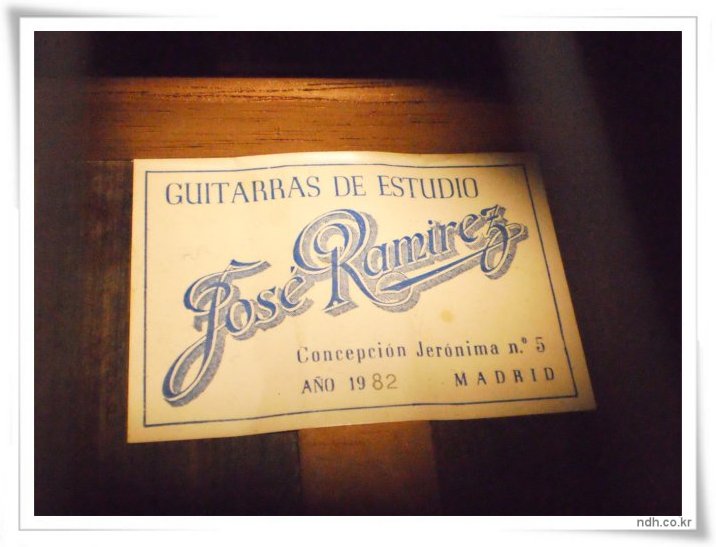 GUITARRAS DE ESTUDIO
José Ramirez
Concepción Jerónima n.º 5
AÑO 1982 MADRID
ndh.co.kr